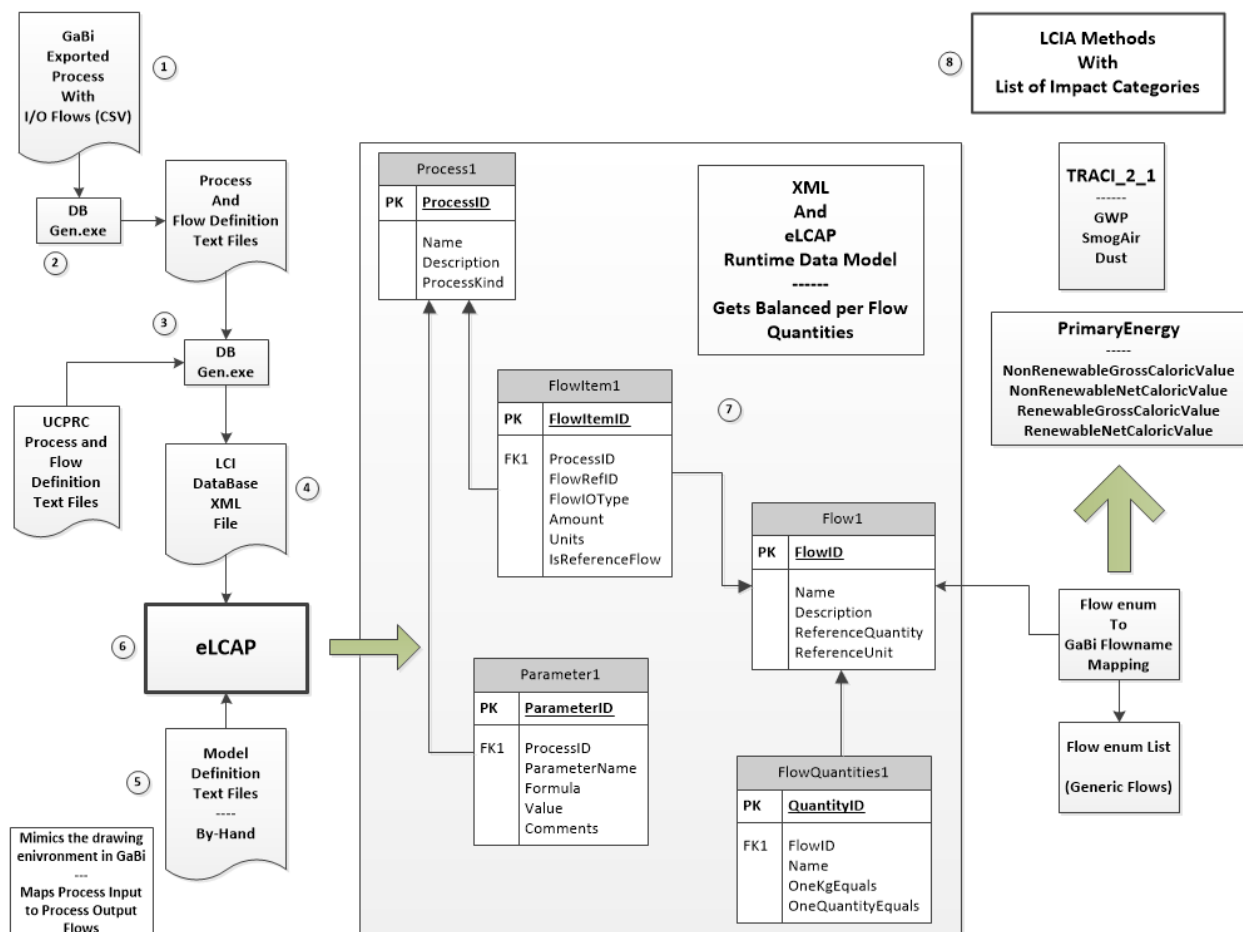 GaBi
Exported
Process
With
I/O Flows (CSV)
1
DB
Gen.exe
2
Process
And
Flow Definition
Text Files
3
DB
Gen.exe
UCPRC
Process and
Flow
Definition
Text Files
LCI
DataBase
XML
File
4
6
eLCAP
5
Model
Definition
Text Files
----
By-Hand
Mimics the drawing
enivronment in GaBi
---
Maps Process Input
to Process Output
Flows
Process1
PK ProcessID
Name
Description
ProcessKind
XML
And
eLCAP
Runtime Data Model
------
Gets Balanced per Flow
Quantities
FlowItem1
PK FlowItemID
FK1 ProcessID
FlowRefID
FlowIOType
Amount
Units
IsReferenceFlow
7
Flow1
PK FlowID
Name
Description
ReferenceQuantity
ReferenceUnit
Parameter1
PK ParameterID
FK1 ProcessID
ParameterName
Formula
Value
Comments
FlowQuantities1
PK QuantityID
FK1 FlowID
Name
OneKgEquals
OneQuantityEquals
8
LCIA Methods
With
List of Impact Categories
TRACI_2_1
------
GWP
SmogAir
Dust
PrimaryEnergy
-----
NonRenewableGrossCaloricValue
NonRenewableNetCaloricValue
RenewableGrossCaloricValue
RenewableNetCaloricValue
Flow enum
To
GaBi Flowname
Mapping
Flow enum List
(Generic Flows)